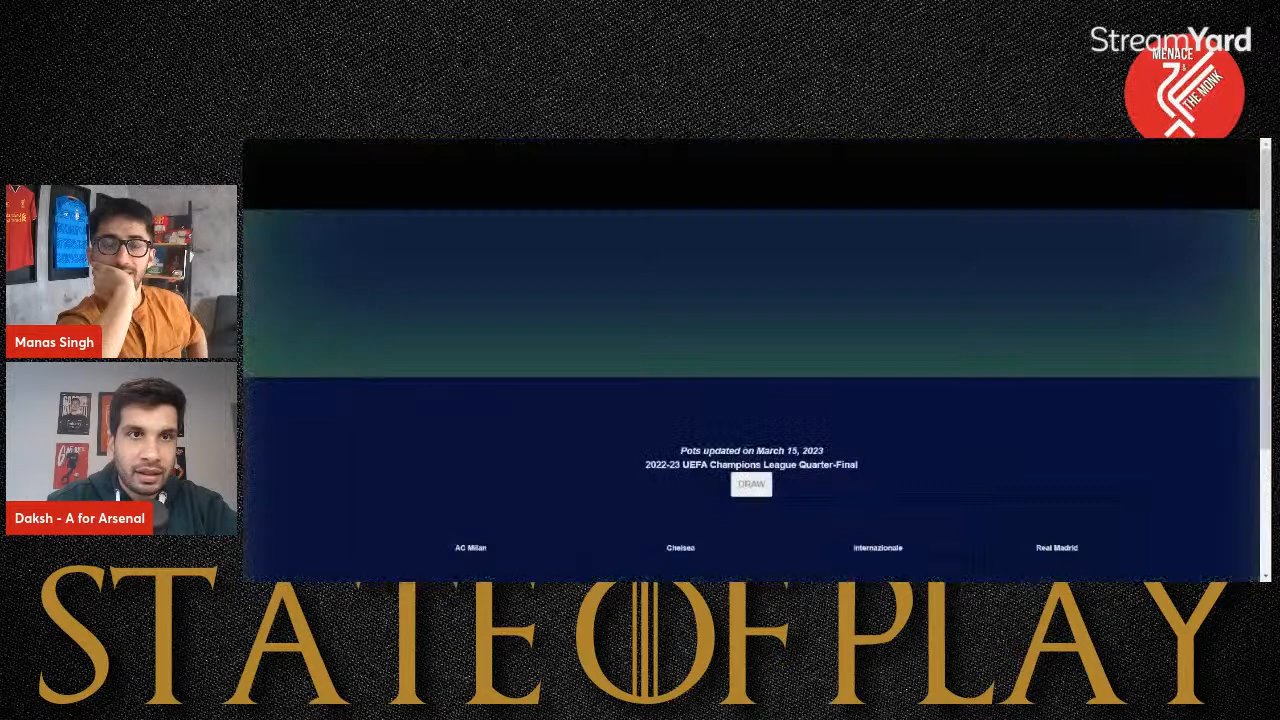 StreamYard
MENACE
&
THE MONK
Manas Singh
Daksh - A for Arsenal
Pots updated on March 15, 2023
2022-23 UEFA Champions League Quarter-Final
DRAW
AC Milan
Chelsea
Internazionale
Real Madrid
STATE OF PLAY